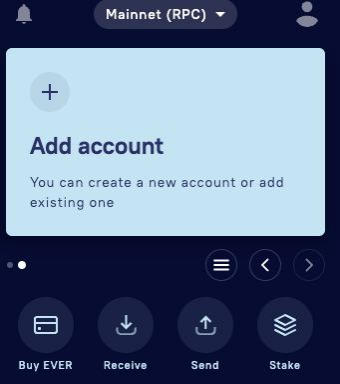 Mainnet (RPC)
Add account
You can create a new account or add
existing one
Buy EVER
Receive
Send
Stake